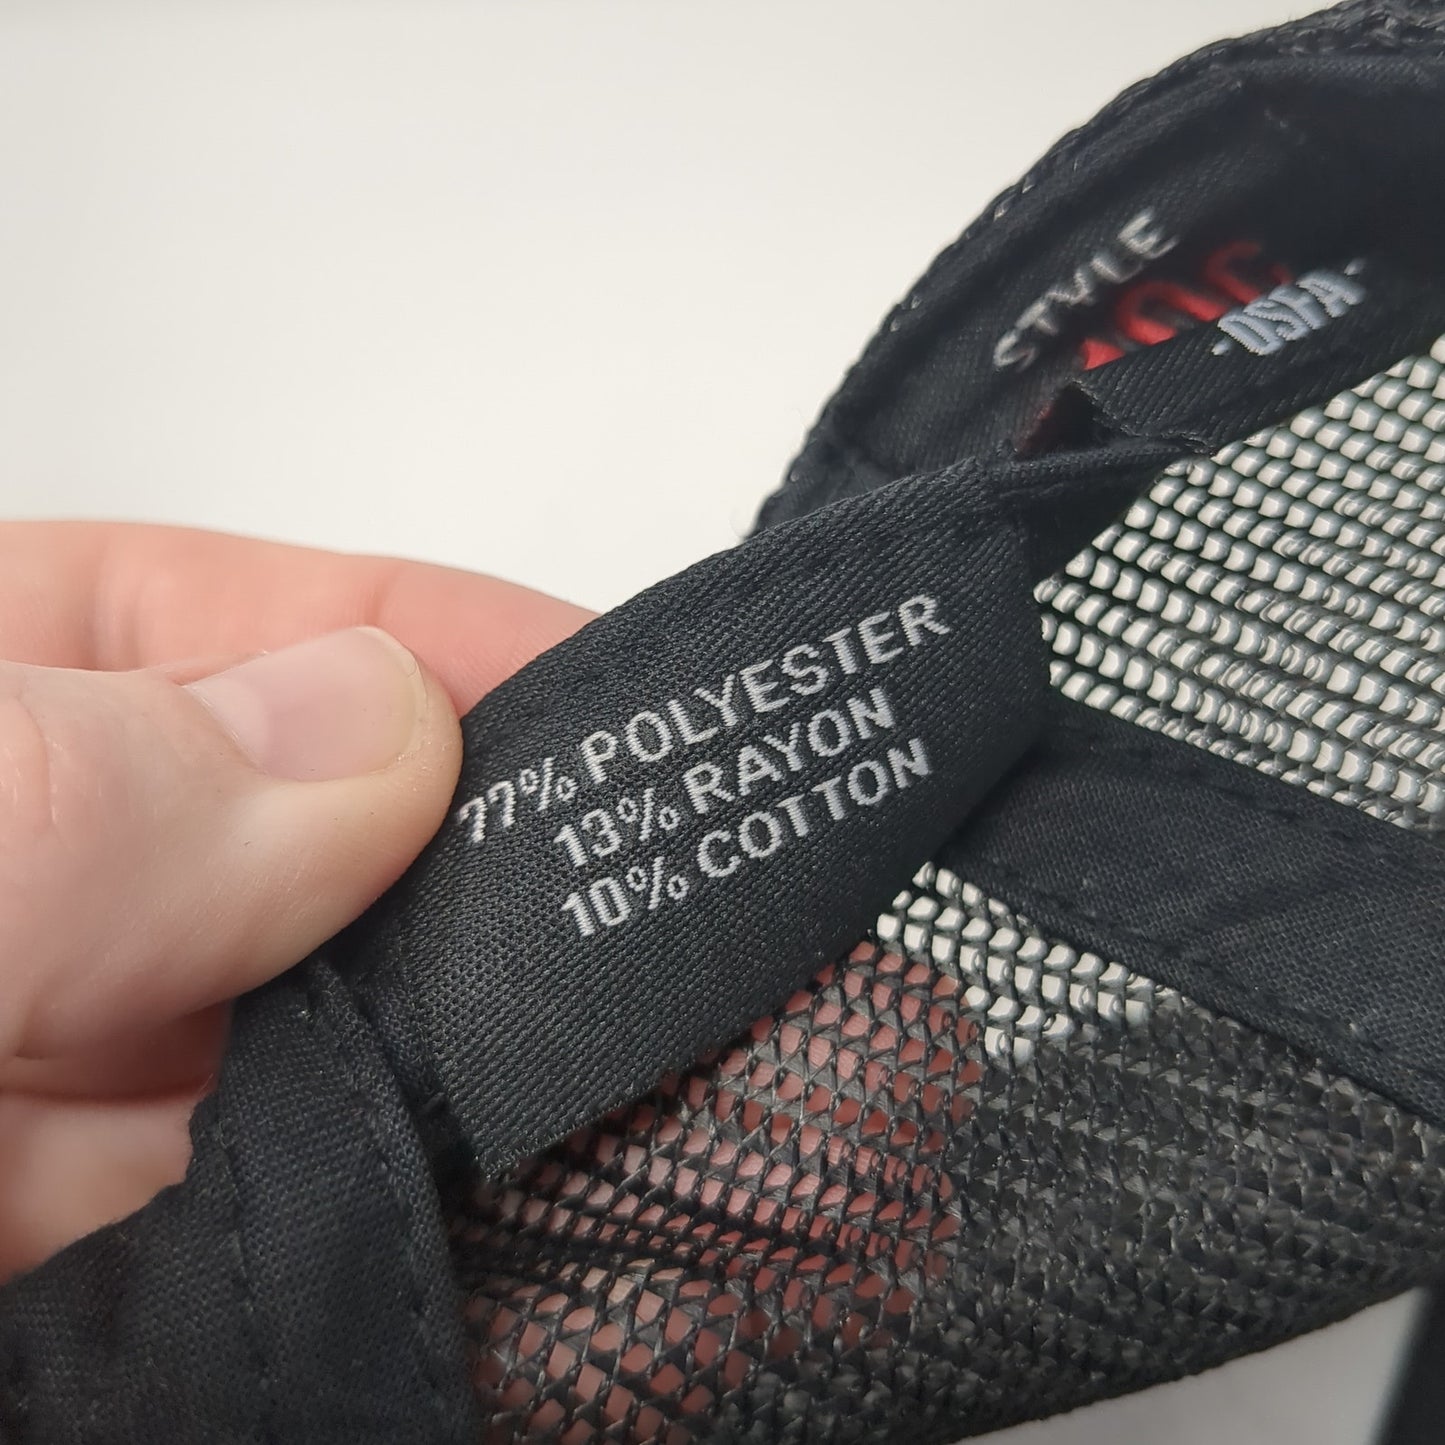 STYLE
·OSFA·
77% POLYESTER
13% RAYON
10% COTTON